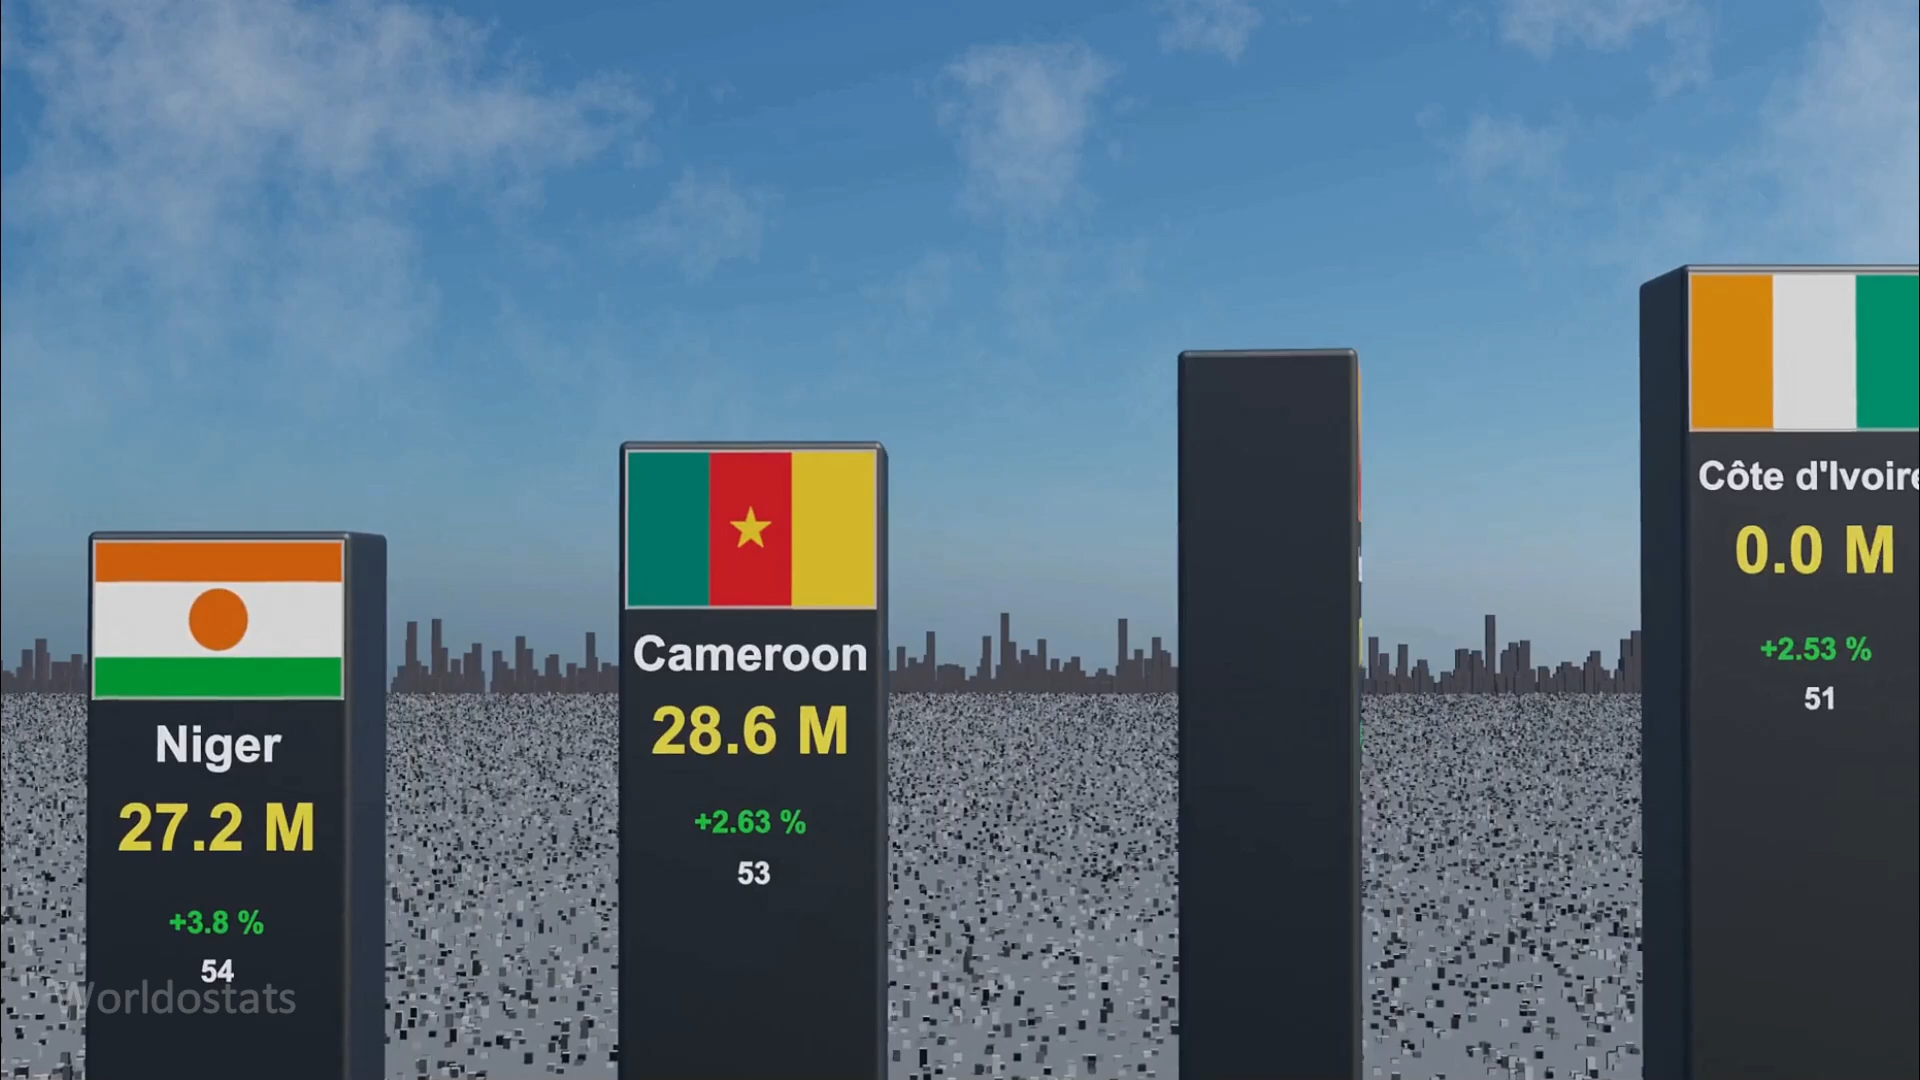 Niger
27.2 M
+3.8 %
54
Cameroon
28.6 M
+2.63 %
53
Côte d'Ivoire
0.0 M
+2.53 %
51
Worldostats